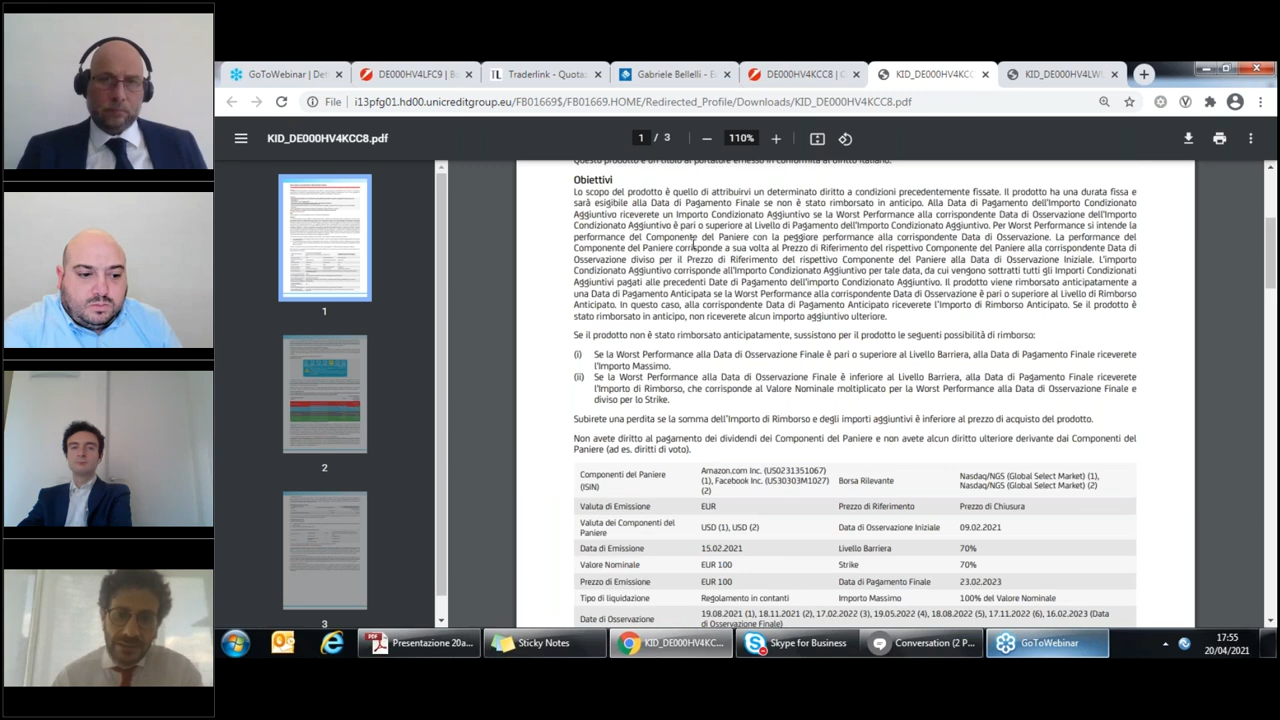 GoToWebinar | Det
DE000HV4LFC9 | Bo
Traderlink - Quotaz
Gabriele Bellelli - E
DE000HV4KCC8 | C
KID_DE000HV4KCC
KID_DE000HV4LW
File
i13pfg01.hd00.unicreditgroup.eu/FB01669$/FB01669.HOME/Redirected_Profile/Downloads/KID_DE000HV4KCC8.pdf
KID_DE000HV4KCC8.pdf
1 / 3
110%
Questo prodotto è un titolo al portatore emesso in conformità al diritto italiano.
Obiettivi
Lo scopo del prodotto è quello di attribuirvi un determinato diritto a condizioni precedentemente fissate. Il prodotto ha una durata fissa e
sarà esigibile alla Data di Pagamento Finale se non è stato rimborsato in anticipo. Alla Data di Pagamento dell'Importo Condizionato
Aggiuntivo riceverete un Importo Condizionato Aggiuntivo se la Worst Performance alla corrispondente Data di Osservazione dell'Importo
Condizionato Aggiuntivo è pari o superiore al Livello di Pagamento dell'Importo Condizionato Aggiuntivo. Per Worst Performance si intende la
performance del Componente del Paniere con la peggiore performance alla corrispondente Data di Osservazione. La performance del
Componente del Paniere corrisponde a sua volta al Prezzo di Riferimento del rispettivo Componente del Paniere alla corrispondente Data di
Osservazione diviso per il Prezzo di Riferimento del rispettivo Componente del Paniere alla Data di Osservazione Iniziale. L'importo
Condizionato Aggiuntivo corrisponde all'Importo Condizionato Aggiuntivo per tale data, da cui vengono sottratti tutti gli Importi Condizionati
Aggiuntivi pagati alle precedenti Date di Pagamento dell'Importo Condizionato Aggiuntivo. Il prodotto viene rimborsato anticipatamente a
una Data di Pagamento Anticipata se la Worst Performance alla corrispondente Data di Osservazione è pari o superiore al Livello di Rimborso
Anticipato. In questo caso, alla corrispondente Data di Pagamento Anticipato riceverete l'Importo di Rimborso Anticipato. Se il prodotto è
stato rimborsato in anticipo, non riceverete alcun importo aggiuntivo ulteriore.
Se il prodotto non è stato rimborsato anticipatamente, sussistono per il prodotto le seguenti possibilità di rimborso:
(i) Se la Worst Performance alla Data di Osservazione Finale è pari o superiore al Livello Barriera, alla Data di Pagamento Finale riceverete
l'Importo Massimo.
(ii) Se la Worst Performance alla Data di Osservazione Finale è inferiore al Livello Barriera, alla Data di Pagamento Finale riceverete
l'Importo di Rimborso, che corrisponde al Valore Nominale moltiplicato per la Worst Performance alla Data di Osservazione Finale e
diviso per lo Strike.
Subirete una perdita se la somma dell'Importo di Rimborso e degli importi aggiuntivi è inferiore al prezzo di acquisto del prodotto.
Non avete diritto al pagamento dei dividendi dei Componenti del Paniere e non avete alcun diritto ulteriore derivante dai Componenti del
Paniere (ad es. diritti di voto).
Componenti del Paniere
(ISIN)
Amazon.com Inc. (US0231351067)
(1), Facebook Inc. (US30303M1027)
(2)
Borsa Rilevante
Nasdaq/NGS (Global Select Market) (1),
Nasdaq/NGS (Global Select Market) (2)
Valuta di Emissione EUR Prezzo di Riferimento Prezzo di Chiusura
Valuta dei Componenti del
Paniere
USD (1), USD (2) Data di Osservazione Iniziale 09.02.2021
Data di Emissione 15.02.2021 Livello Barriera 70%
Valore Nominale EUR 100 Strike 70%
Prezzo di Emissione EUR 100 Data di Pagamento Finale 23.02.2023
Tipo di liquidazione Regolamento in contanti Importo Massimo 100% del Valore Nominale
Date di Osservazione 19.08.2021 (1), 18.11.2021 (2), 17.02.2022 (3), 19.05.2022 (4), 18.08.2022 (5), 17.11.2022 (6), 16.02.2023 (Data
di Osservazione Finale)
1
2
3
Presentazione 20a...
Sticky Notes
KID_DE000HV4KC...
Skype for Business
Conversation (2 P...
GoToWebinar
17:55
20/04/2021